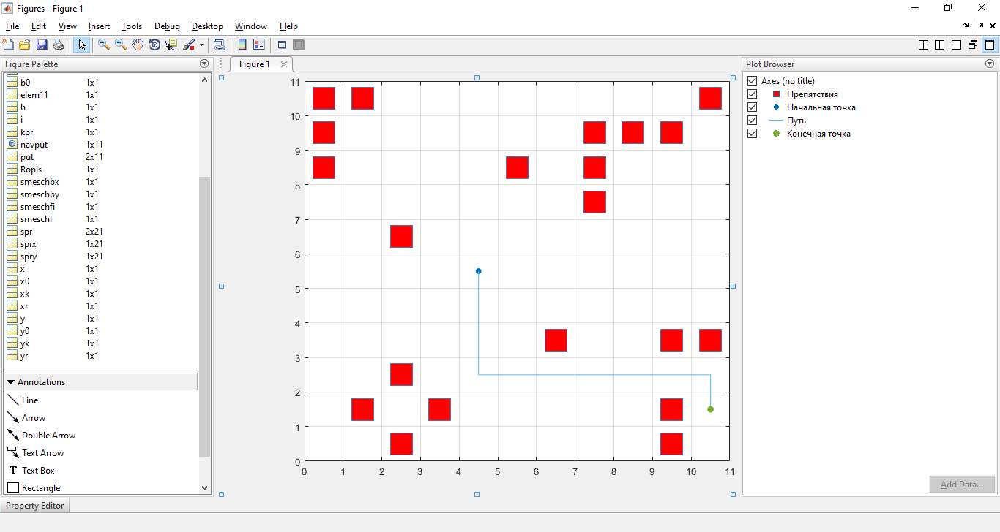 Figures - Figure 1
File Edit View Insert Tools Debug Desktop Window Help
Figure Palette
b0 1x1
elem11 1x1
h 1x1
i 1x1
kpr 1x1
navput 1x11
put 2x11
Ropis 1x1
smeschbx 1x1
smeschby 1x1
smeschfi 1x1
smeschl 1x1
spr 2x21
sprx 1x21
spry 1x21
x 1x1
x0 1x1
xk 1x1
xr 1x1
y 1x1
y0 1x1
yk 1x1
yr 1x1
Annotations
Line
Arrow
Double Arrow
Text Arrow
T Text Box
Rectangle
Property Editor
Figure 1
11
10
9
8
7
6
5
4
3
2
1
0
0 1 2 3 4 5 6 7 8 9 10 11
Plot Browser
Axes (no title)
Препятствия
Начальная точка
Путь
Конечная точка
Add Data...